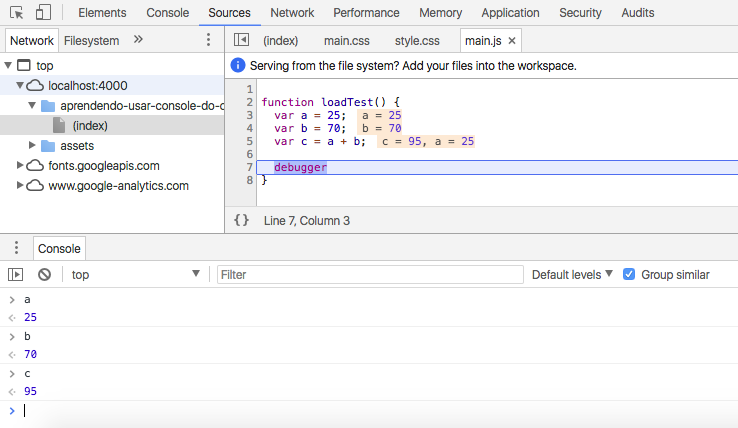 Elements Console Sources Network Performance Memory Application Security Audits
Network Filesystem »
(index) main.css style.css main.js ×
top
localhost:4000
aprendendo-usar-console-do-c
(index)
assets
fonts.googleapis.com
www.google-analytics.com
Serving from the file system? Add your files into the workspace.
1
2 function loadTest() {
3 var a = 25; a = 25
4 var b = 70; b = 70
5 var c = a + b; c = 95, a = 25
6
7 debugger
8 }
{} Line 7, Column 3
Console
top Filter Default levels Group similar
> a
25
> b
70
> c
95
>